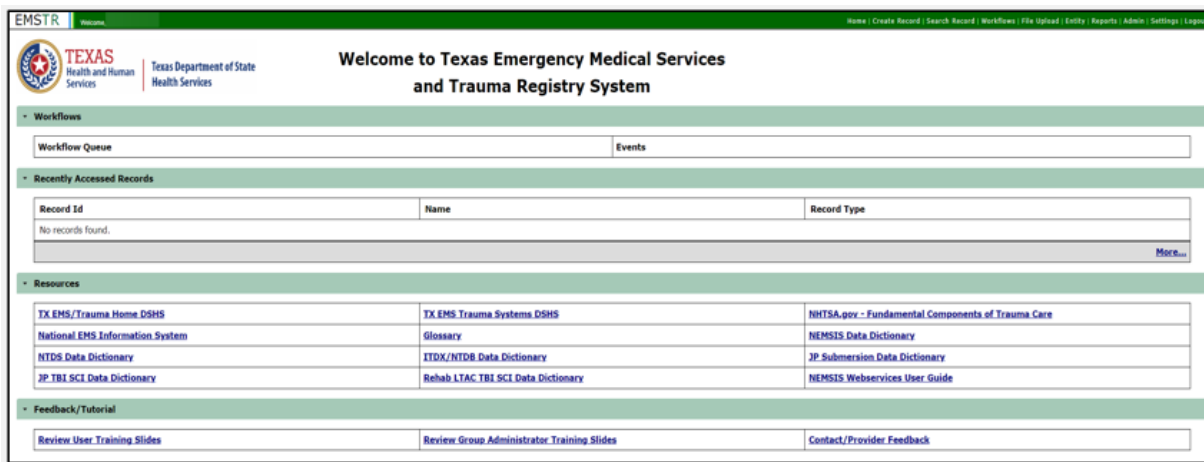 EMSTR Welcome, Home | Create Record | Search Record | Workflows | File Upload | Entity | Reports | Admin | Settings | Logou
TEXAS
Health and Human
Services
Texas Department of State
Health Services
Welcome to Texas Emergency Medical Services
and Trauma Registry System
Workflows
Workflow Queue Events
Recently Accessed Records
Record Id Name Record Type
No records found.
More...
Resources
TX EMS/Trauma Home DSHS TX EMS Trauma Systems DSHS NHTSA.gov - Fundamental Components of Trauma Care
National EMS Information System Glossary NEMSIS Data Dictionary
NTDS Data Dictionary ITDX/NTDB Data Dictionary JP Submersion Data Dictionary
JP TBI SCI Data Dictionary Rehab LTAC TBI SCI Data Dictionary NEMSIS Webservices User Guide
Feedback/Tutorial
Review User Training Slides Review Group Administrator Training Slides Contact/Provider Feedback